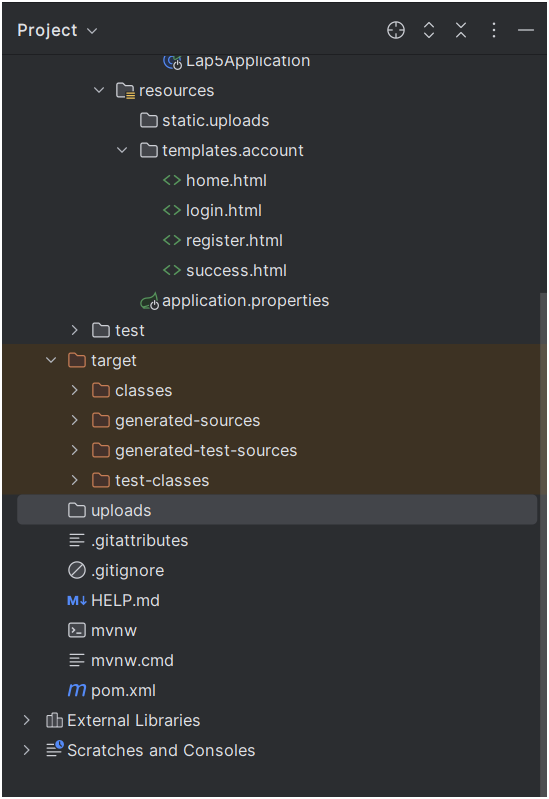 Project
Lap5Application
resources
static.uploads
templates.account
<> home.html
<> login.html
<> register.html
<> success.html
application.properties
test
target
classes
generated-sources
generated-test-sources
test-classes
uploads
.gitattributes
.gitignore
M↓ HELP.md
mvnw
mvnw.cmd
m pom.xml
External Libraries
Scratches and Consoles